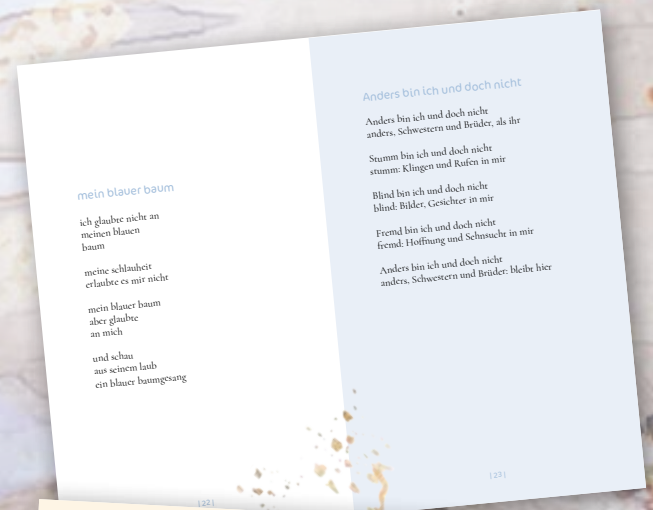 mein blauer baum
ich glaubte nicht an
meinen blauen
baum
meine schlauheit
erlaubte es mir nicht
mein blauer baum
aber glaubte
an mich
und schau
aus seinem laub
ein blauer baumgesang
|22|
Anders bin ich und doch nicht
Anders bin ich und doch nicht
anders, Schwestern und Brüder, als ihr
Stumm bin ich und doch nicht
stumm: Klingen und Rufen in mir
Blind bin ich und doch nicht
blind: Bilder, Gesichter in mir
Fremd bin ich und doch nicht
fremd: Hoffnung und Sehnsucht in mir
Anders bin ich und doch nicht
anders, Schwestern und Brüder: bleibt hier
|23|